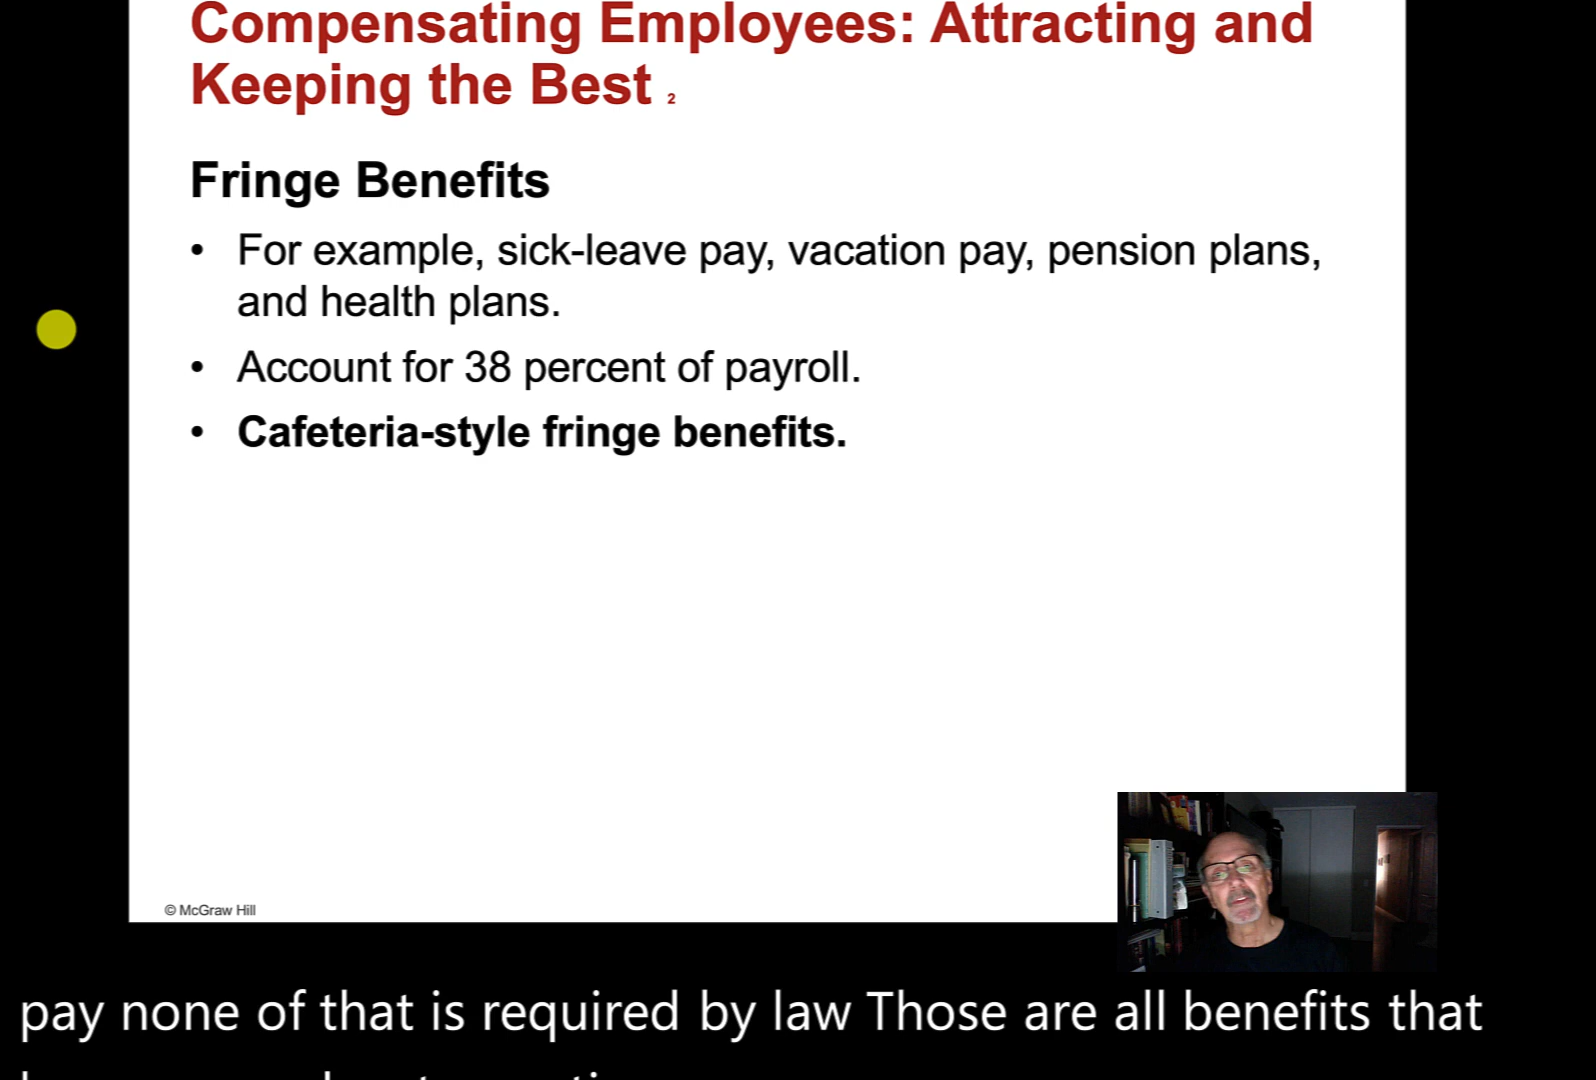 Compensating Employees: Attracting and
Keeping the Best 2
Fringe Benefits
• For example, sick-leave pay, vacation pay, pension plans,
and health plans.
• Account for 38 percent of payroll.
• Cafeteria-style fringe benefits.
© McGraw Hill
pay none of that is required by law Those are all benefits that